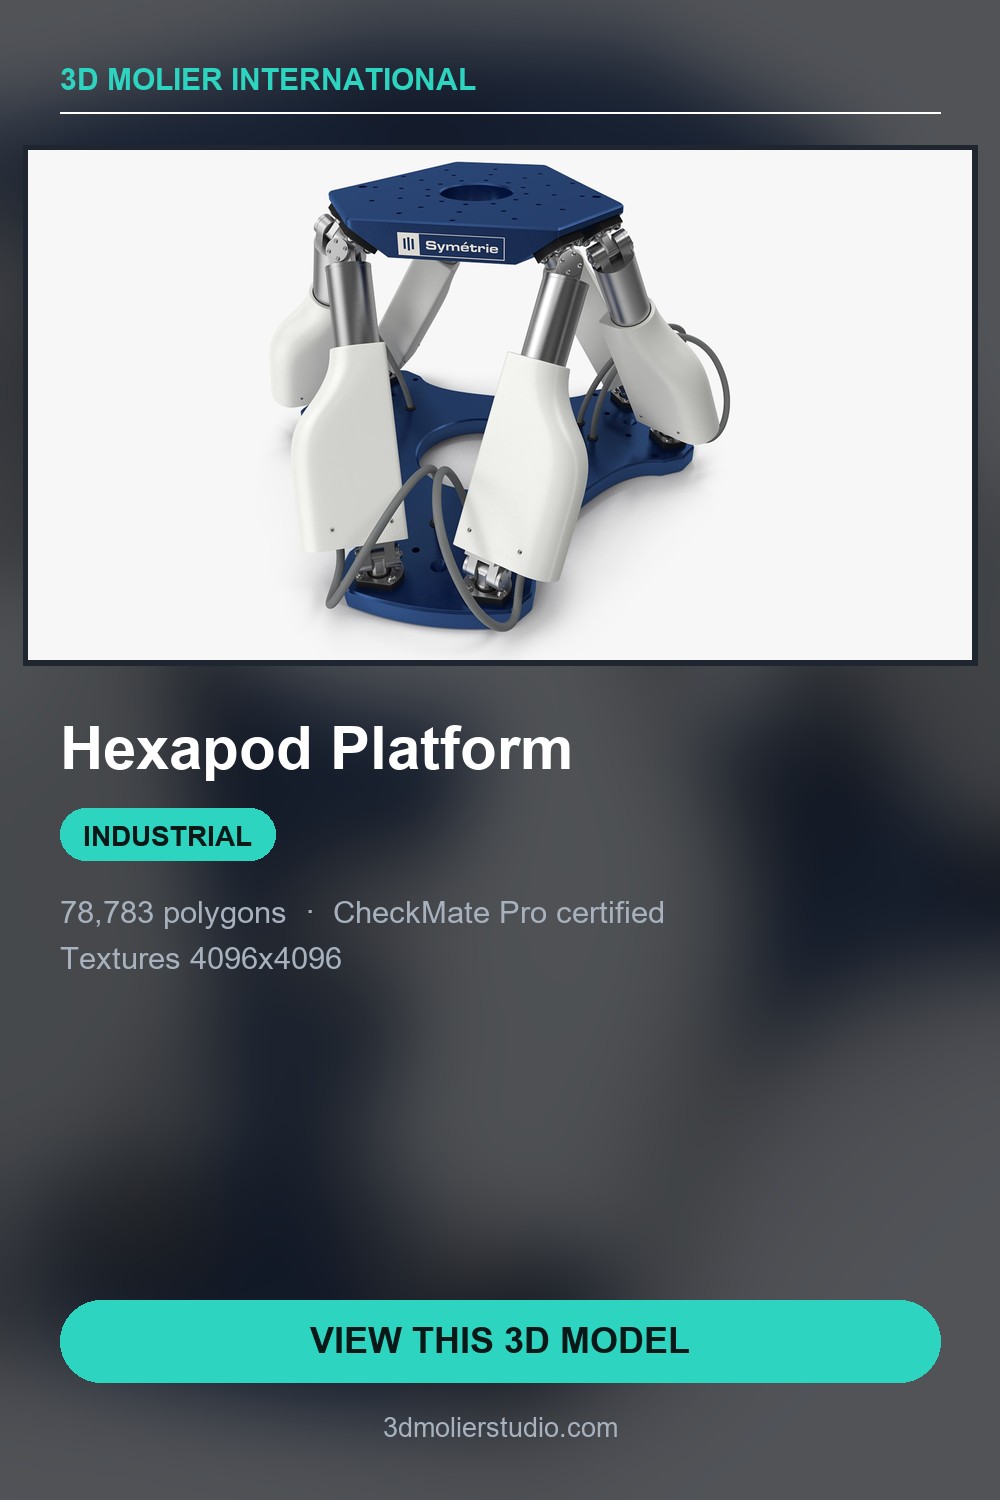 3D MOLIER INTERNATIONAL
Symétrie
Hexapod Platform
INDUSTRIAL
78,783 polygons · CheckMate Pro certified
Textures 4096x4096
VIEW THIS 3D MODEL
3dmolierstudio.com